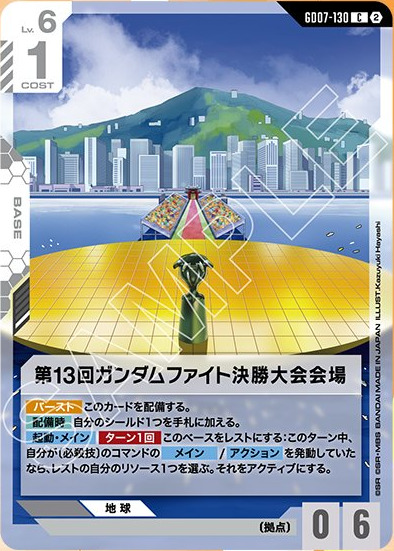 Lv. 6
GD07-130 C 2
1
COST
BASE
SAMPLE
第13回ガンダムファイト決勝大会会場
バースト このカードを配備する。
配備時 自分のシールド1つを手札に加える。
起動・メイン / ターン1回 このベースをレストにする：このターン中、
自分が〔必殺技〕のコマンドの メイン / アクション を発動していた
なら、レストの自分のリソース1つを選ぶ。それをアクティブにする。
地球
〔拠点〕
0 6
©SR ©SR・MBS BANDAI MADE IN JAPAN ILLUST.Kazuyuki Hayashi